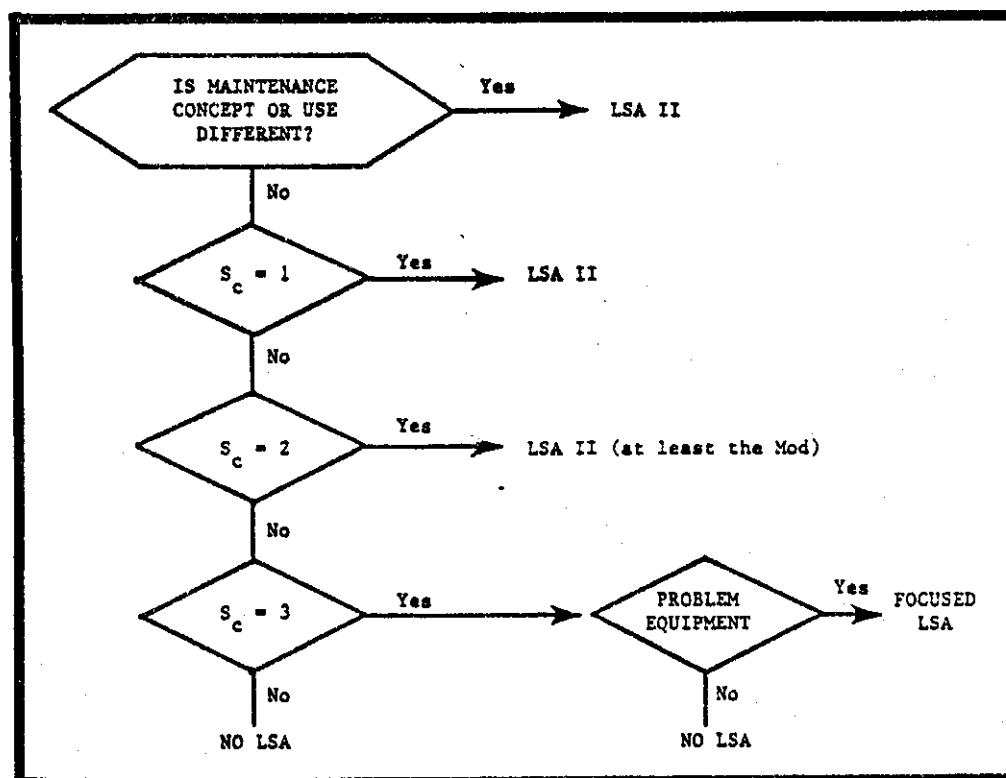 IS MAINTENANCE
CONCEPT OR USE
DIFFERENT?
Yes
LSA II
No
S_c = 1
Yes
LSA II
No
S_c = 2
Yes
LSA II (at least the Mod)
No
S_c = 3
Yes
PROBLEM
EQUIPMENT
Yes
FOCUSED
LSA
No
NO LSA
No
NO LSA